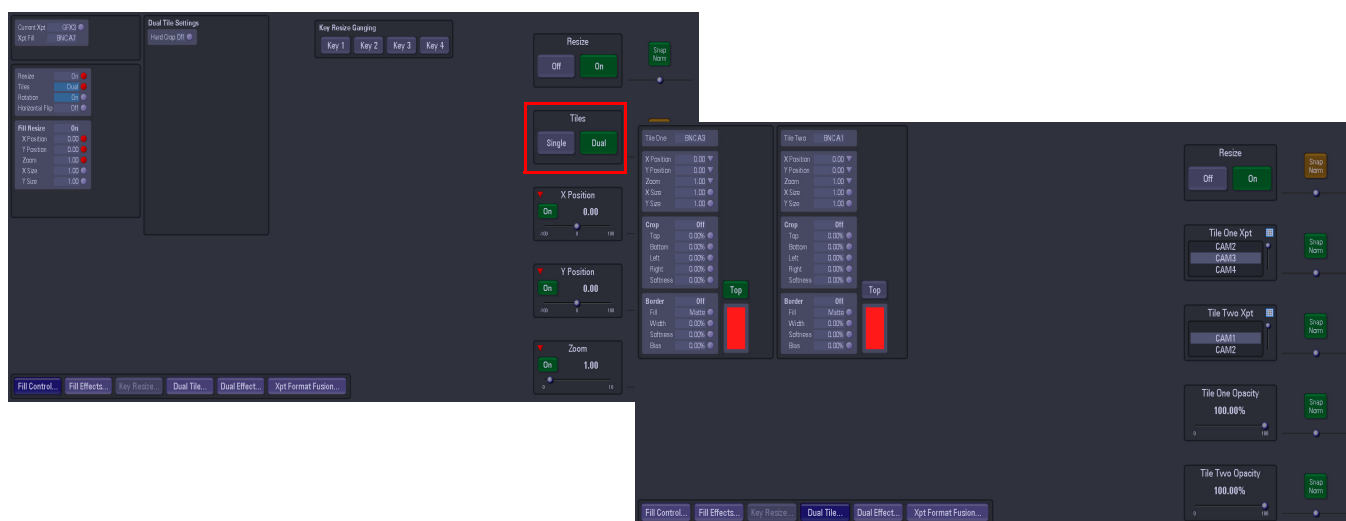 Current Xpt GFX3
Xpt Fill BNCA1
Dual Tile Settings
Hard Crop Off
Key Resize Ganging
Key 1 Key 2 Key 3 Key 4
Resize On
Tiles Dual
Rotation On
Horizontal Flip Off
Fill Resize On
X Position 0.00
Y Position 0.00
Zoom 1.00
X Size 1.00
Y Size 1.00
Resize
Off On
Snap
Norm
Tiles
Single Dual
X Position
On 0.00
-100 0 100
Y Position
On 0.00
-100 0 100
Zoom
On 1.00
0 10
Fill Control... Fill Effects... Key Resize... Dual Tile... Dual Effect... Xpt Format Fusion...
Tile One BNCA3
X Position 0.00
Y Position 0.00
Zoom 1.00
X Size 1.00
Y Size 1.00
Crop Off
Top 0.00%
Bottom 0.00%
Left 0.00%
Right 0.00%
Softness 0.00%
Border Off
Fill Matte
Width 0.00%
Softness 0.00%
Bias 0.00%
Top
Tile Two BNCA1
X Position 0.00
Y Position 0.00
Zoom 1.00
X Size 1.00
Y Size 1.00
Crop Off
Top 0.00%
Bottom 0.00%
Left 0.00%
Right 0.00%
Softness 0.00%
Border Off
Fill Matte
Width 0.00%
Softness 0.00%
Bias 0.00%
Top
Resize
Off On
Snap
Norm
Tile One Xpt
CAM2
CAM3
CAM4
Snap
Norm
Tile Two Xpt
CAM1
CAM2
Snap
Norm
Tile One Opacity
100.00%
0 100
Snap
Norm
Tile Two Opacity
100.00%
0 100
Snap
Norm
Fill Control... Fill Effects... Key Resize... Dual Tile... Dual Effect... Xpt Format Fusion...